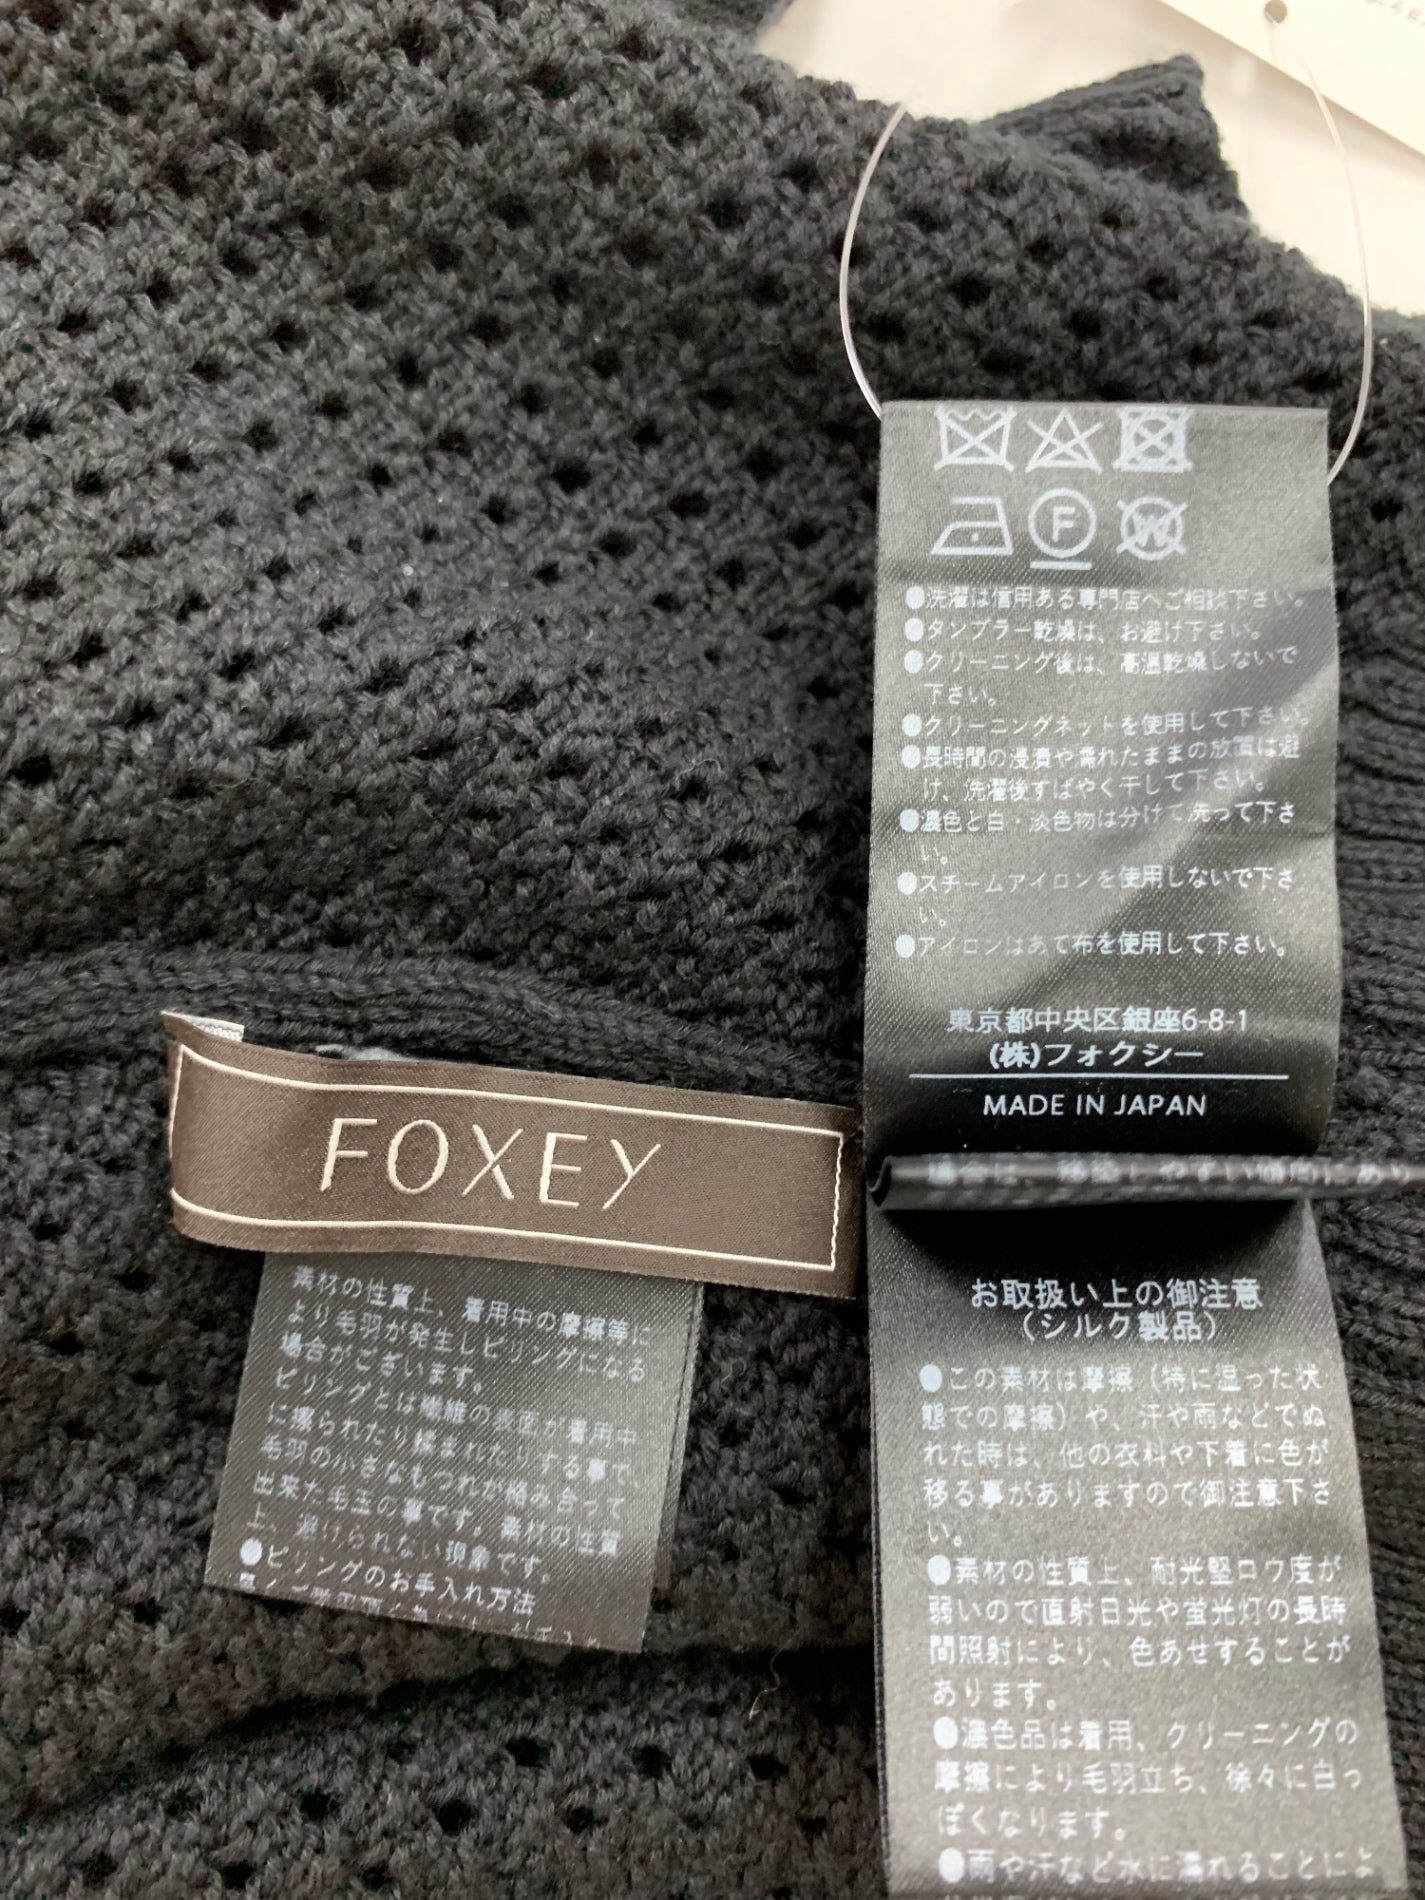 F
W
●洗濯は信用ある専門店へご相談下さい。
●タンブラー乾燥は、お避け下さい。
●クリーニング後は、高温乾燥しないで
下さい。
●クリーニングネットを使用して下さい。
●長時間の浸漬や濡れたままの放置は避
け、洗濯後すばやく干して下さい。
●濃色と白・淡色物は分けて洗って下さ
い。
●スチームアイロンを使用しないで下さ
い。
●アイロンはあて布を使用して下さい。
東京都中央区銀座6-8-1
(株)フォクシー
MADE IN JAPAN
FOXEY
素材の性質上、着用中の摩擦等に
より毛羽が発生しピリングになる
場合がございます。
ピリングとは繊維の表面が着用中
に擦られたり揉まれたりする事で、
毛羽の小さなもつれが絡み合って
出来た毛玉の事です。素材の性質
上、避けられない現象です。
●ピリングのお手入れ方法
お取扱い上の御注意
(シルク製品)
●この素材は摩擦(特に湿った状
態での摩擦)や、汗や雨などでぬ
れた時は、他の衣料や下着に色が
移る事がありますので御注意下さ
い。
●素材の性質上、耐光堅ロウ度が
弱いので直射日光や蛍光灯の長時
間照射により、色あせすることが
あります。
●濃色品は着用、クリーニングの
摩擦により毛羽立ち、徐々に白っ
ぽくなります。
●雨や汗など水に濡れることによ